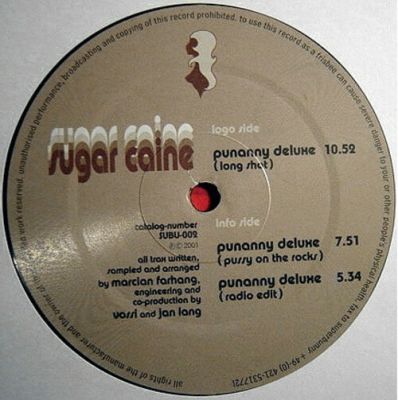 all rights of the manufacturer and the owner of the work reserved. unauthorised performance, broadcasting and copying of this record prohibited. to use this record as a frisbee can cause severe danger to your or other people's physical health. fax to superbunny +49-(0) 421-531772!
sugar caine
sugar caine
logo side
punanny deluxe 10.52
(long shot)
catalog-number
SUBU-002
Ⓟ © 2001
all trax written,
sampled and arranged
by marcian farhang,
engineering and
co-production by
vossi and jan lang
info side
punanny deluxe 7.51
(pussy on the rocks)
punanny deluxe 5.34
(radio edit)